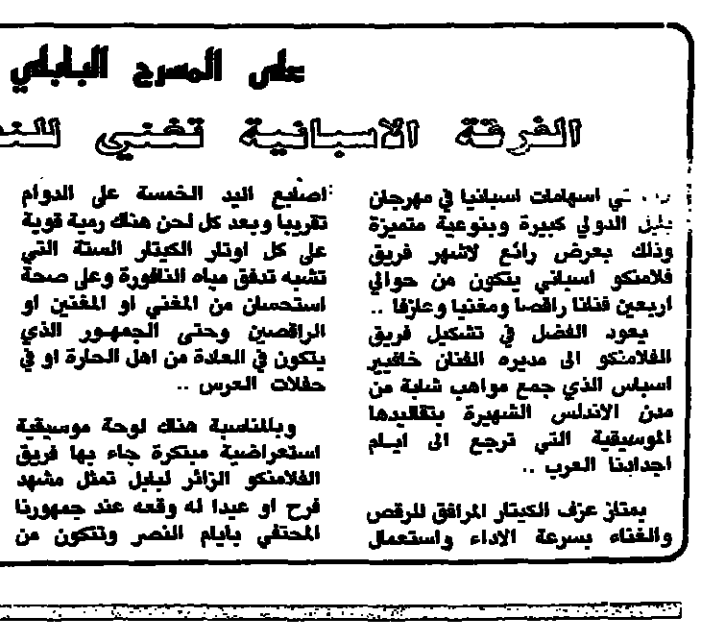 على المسرح البابلي
الفرقة الاسبانية تغني
تي اسهامات اسبانيا في مهرجان
بابل الدولي كبيرة وبنوعية متميزة
وذلك بعرض رائع لاشهر فريق
فلامنكو اسباني يتكون من حوالي
اربعين فنانا راقصا ومغنيا وعازفا ..
يعود الفضل في تشكيل فريق
الفلامنكو الى مديره الفنان خافيير
اسباس الذي جمع مواهب شابة من
مدن الاندلس الشهيرة بتقاليدها
الموسيقية التي ترجع الى ايام
اجدادنا العرب ..
يمتاز عزف الكيتار المرافق للرقص
والغناء بسرعة الاداء واستعمال
اصابع اليد الخمسة على الدوام
تقريبا وبعد كل لحن هناك رمية قوية
على كل اوتار الكيتار الستة التي
تشبه تدفق مياه النافورة وعلى صحة
استحسان من المغني او المغنين او
الراقصين وحتى الجمهور الذي
يتكون في العادة من اهل الحارة او في
حفلات العرس ..
وبالمناسبة هناك لوحة موسيقية
استعراضية مبتكرة جاء بها فريق
الفلامنكو الزائر لبابل تمثل مشهد
فرح او عيدا له وقعه عند جمهورنا
المحتفي بايام النصر وتتكون من